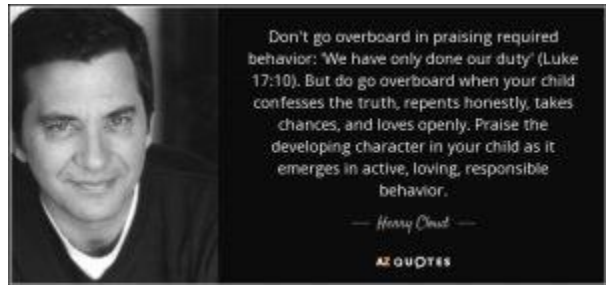 Don't go overboard in praising required
behavior: 'We have only done our duty' (Luke
17:10). But do go overboard when your child
confesses the truth, repents honestly, takes
chances, and loves openly. Praise the
developing character in your child as it
emerges in active, loving, responsible
behavior.
— Henry Cloud —
AZ QUOTES